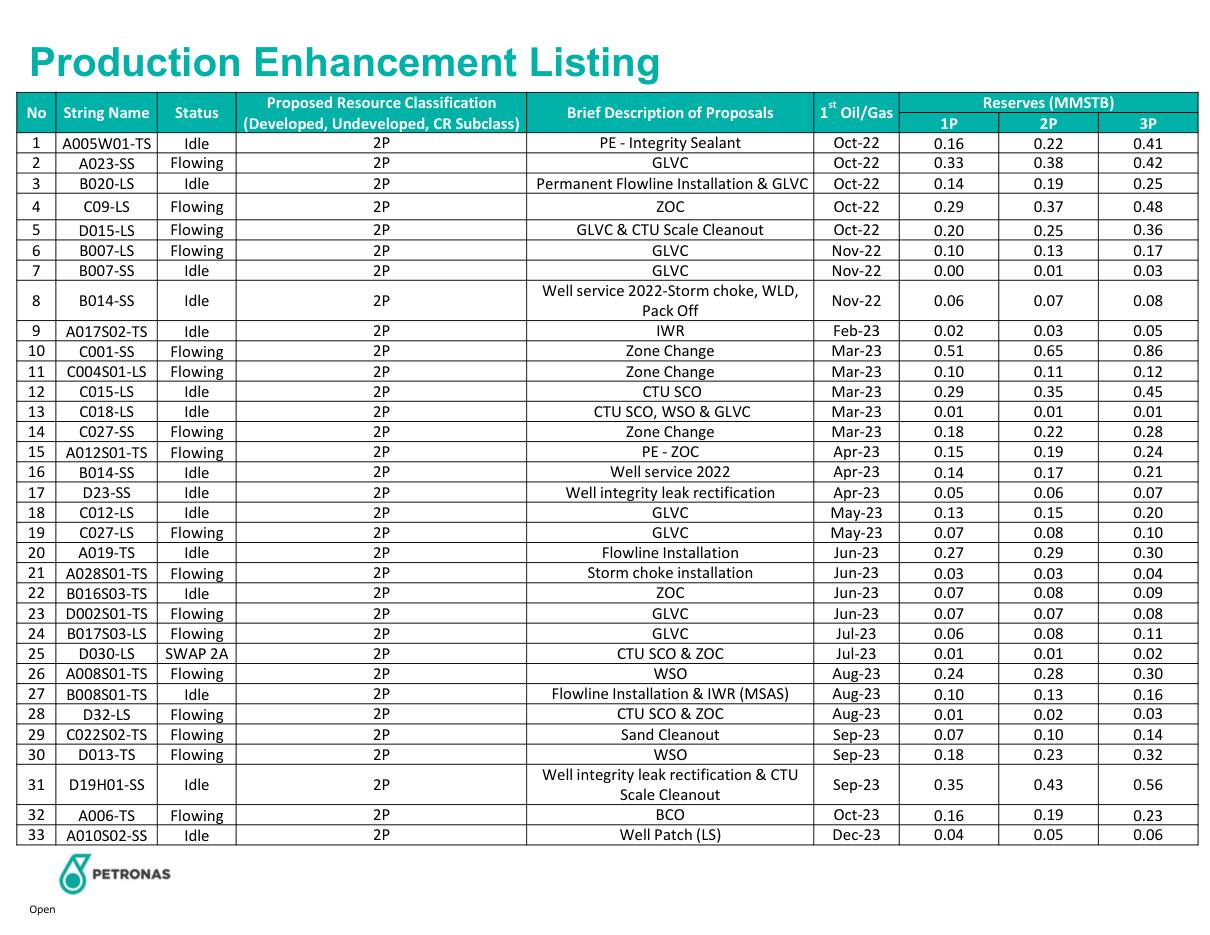 Production Enhancement Listing
No String Name Status Proposed Resource Classification (Developed, Undeveloped, CR Subclass) Brief Description of Proposals 1st Oil/Gas Reserves (MMSTB)
1P 2P 3P
1 A005W01-TS Idle 2P PE - Integrity Sealant Oct-22 0.16 0.22 0.41
2 A023-SS Flowing 2P GLVC Oct-22 0.33 0.38 0.42
3 B020-LS Idle 2P Permanent Flowline Installation & GLVC Oct-22 0.14 0.19 0.25
4 C09-LS Flowing 2P ZOC Oct-22 0.29 0.37 0.48
5 D015-LS Flowing 2P GLVC & CTU Scale Cleanout Oct-22 0.20 0.25 0.36
6 B007-LS Flowing 2P GLVC Nov-22 0.10 0.13 0.17
7 B007-SS Idle 2P GLVC Nov-22 0.00 0.01 0.03
8 B014-SS Idle 2P Well service 2022-Storm choke, WLD, Pack Off Nov-22 0.06 0.07 0.08
9 A017S02-TS Idle 2P IWR Feb-23 0.02 0.03 0.05
10 C001-SS Flowing 2P Zone Change Mar-23 0.51 0.65 0.86
11 C004S01-LS Flowing 2P Zone Change Mar-23 0.10 0.11 0.12
12 C015-LS Idle 2P CTU SCO Mar-23 0.29 0.35 0.45
13 C018-LS Idle 2P CTU SCO, WSO & GLVC Mar-23 0.01 0.01 0.01
14 C027-SS Flowing 2P Zone Change Mar-23 0.18 0.22 0.28
15 A012S01-TS Flowing 2P PE - ZOC Apr-23 0.15 0.19 0.24
16 B014-SS Idle 2P Well service 2022 Apr-23 0.14 0.17 0.21
17 D23-SS Idle 2P Well integrity leak rectification Apr-23 0.05 0.06 0.07
18 C012-LS Idle 2P GLVC May-23 0.13 0.15 0.20
19 C027-LS Flowing 2P GLVC May-23 0.07 0.08 0.10
20 A019-TS Idle 2P Flowline Installation Jun-23 0.27 0.29 0.30
21 A028S01-TS Flowing 2P Storm choke installation Jun-23 0.03 0.03 0.04
22 B016S03-TS Idle 2P ZOC Jun-23 0.07 0.08 0.09
23 D002S01-TS Flowing 2P GLVC Jun-23 0.07 0.07 0.08
24 B017S03-LS Flowing 2P GLVC Jul-23 0.06 0.08 0.11
25 D030-LS SWAP 2A 2P CTU SCO & ZOC Jul-23 0.01 0.01 0.02
26 A008S01-TS Flowing 2P WSO Aug-23 0.24 0.28 0.30
27 B008S01-TS Idle 2P Flowline Installation & IWR (MSAS) Aug-23 0.10 0.13 0.16
28 D32-LS Flowing 2P CTU SCO & ZOC Aug-23 0.01 0.02 0.03
29 C022S02-TS Flowing 2P Sand Cleanout Sep-23 0.07 0.10 0.14
30 D013-TS Flowing 2P WSO Sep-23 0.18 0.23 0.32
31 D19H01-SS Idle 2P Well integrity leak rectification & CTU Scale Cleanout Sep-23 0.35 0.43 0.56
32 A006-TS Flowing 2P BCO Oct-23 0.16 0.19 0.23
33 A010S02-SS Idle 2P Well Patch (LS) Dec-23 0.04 0.05 0.06
PETRONAS
Open